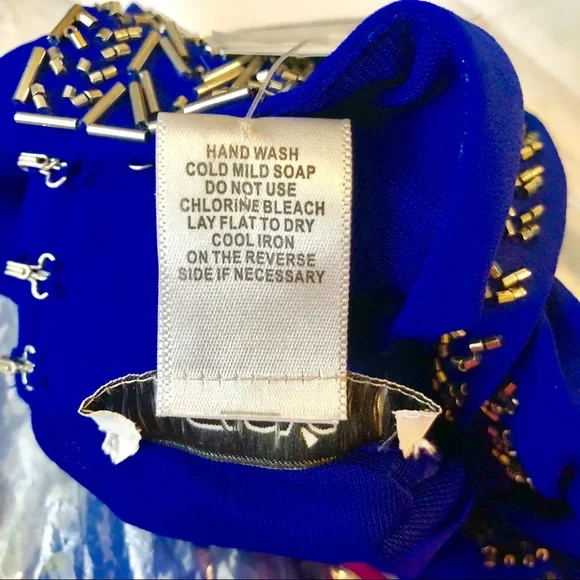 HAND WASH
COLD MILD SOAP
DO NOT USE
CHLORINE BLEACH
LAY FLAT TO DRY
COOL IRON
ON THE REVERSE
SIDE IF NECESSARY